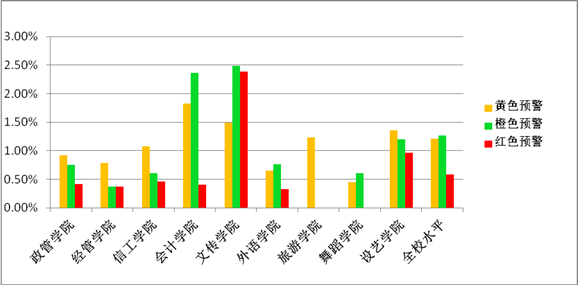 3.00%
2.50%
2.00%
1.50%
1.00%
0.50%
0.00%
政管学院
经管学院
信工学院
会计学院
文传学院
外语学院
旅游学院
舞蹈学院
设艺学院
全校水平
黄色预警
橙色预警
红色预警